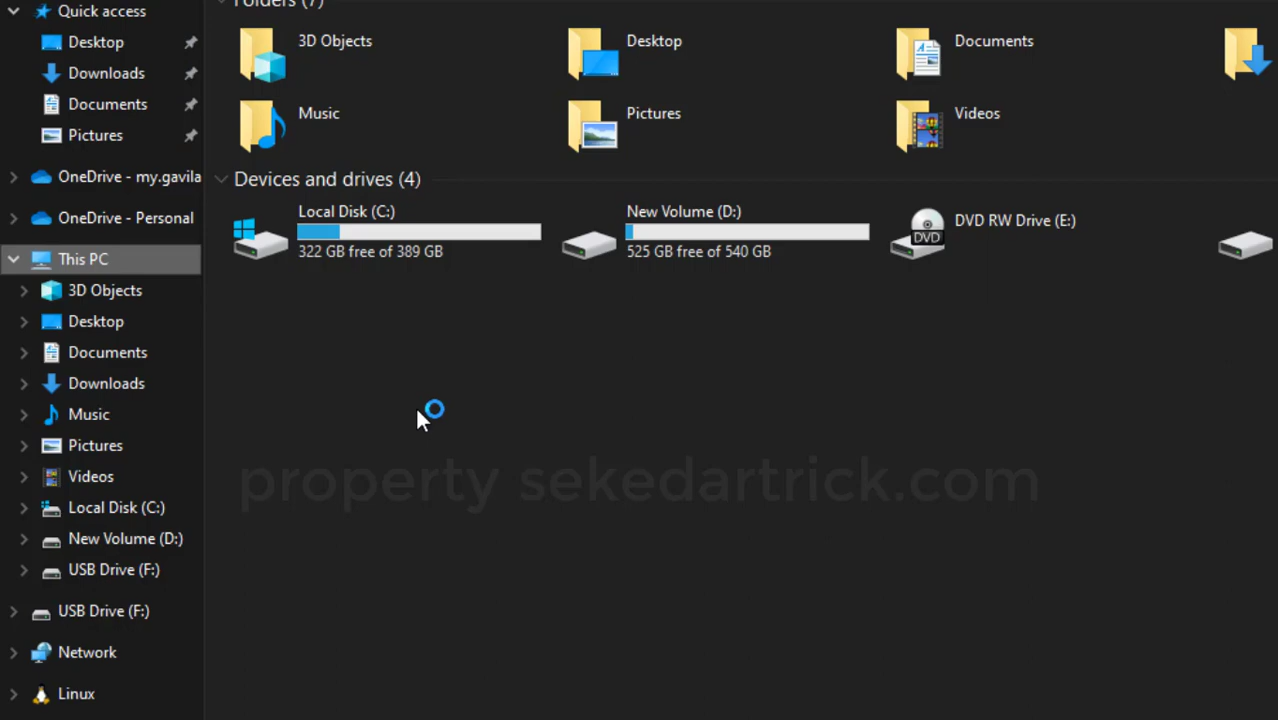 Quick access
Desktop
Downloads
Documents
Pictures
OneDrive - my.gavila
OneDrive - Personal
This PC
3D Objects
Desktop
Documents
Downloads
Music
Pictures
Videos
Local Disk (C:)
New Volume (D:)
USB Drive (F:)
USB Drive (F:)
Network
Linux
Folders (7)
3D Objects
Desktop
Documents
Music
Pictures
Videos
Devices and drives (4)
Local Disk (C:)
322 GB free of 389 GB
New Volume (D:)
525 GB free of 540 GB
DVD RW Drive (E:)
DVD
property sekedartrick.com